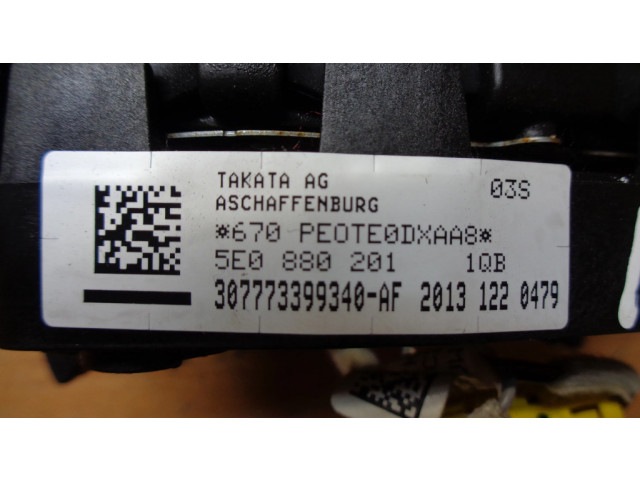 TAKATA AG 03S
ASCHAFFENBURG
*670 PEOTE0DXAA8*
5E0 880 201 1QB
307773399340-AF 2013 122 0479